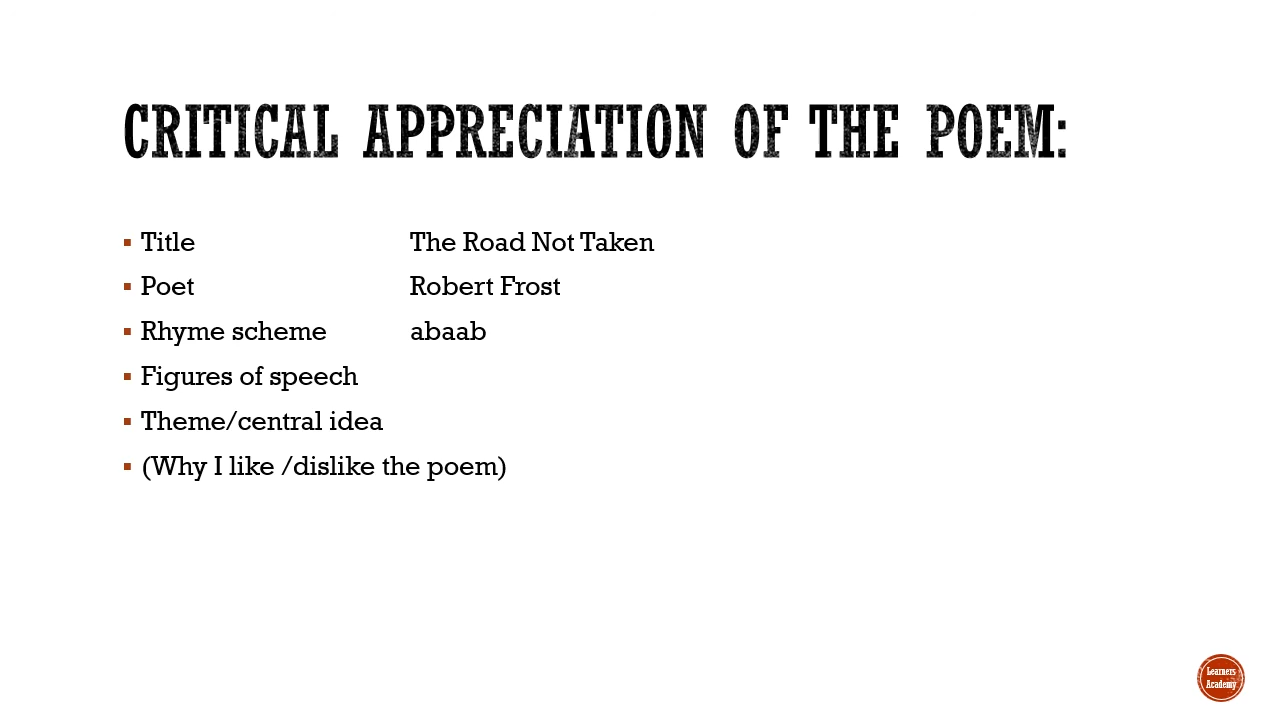 CRITICAL APPRECIATION OF THE POEM:
▪ Title The Road Not Taken
▪ Poet Robert Frost
▪ Rhyme scheme abaab
▪ Figures of speech
▪ Theme/central idea
▪ (Why I like /dislike the poem)
Learners
Academy